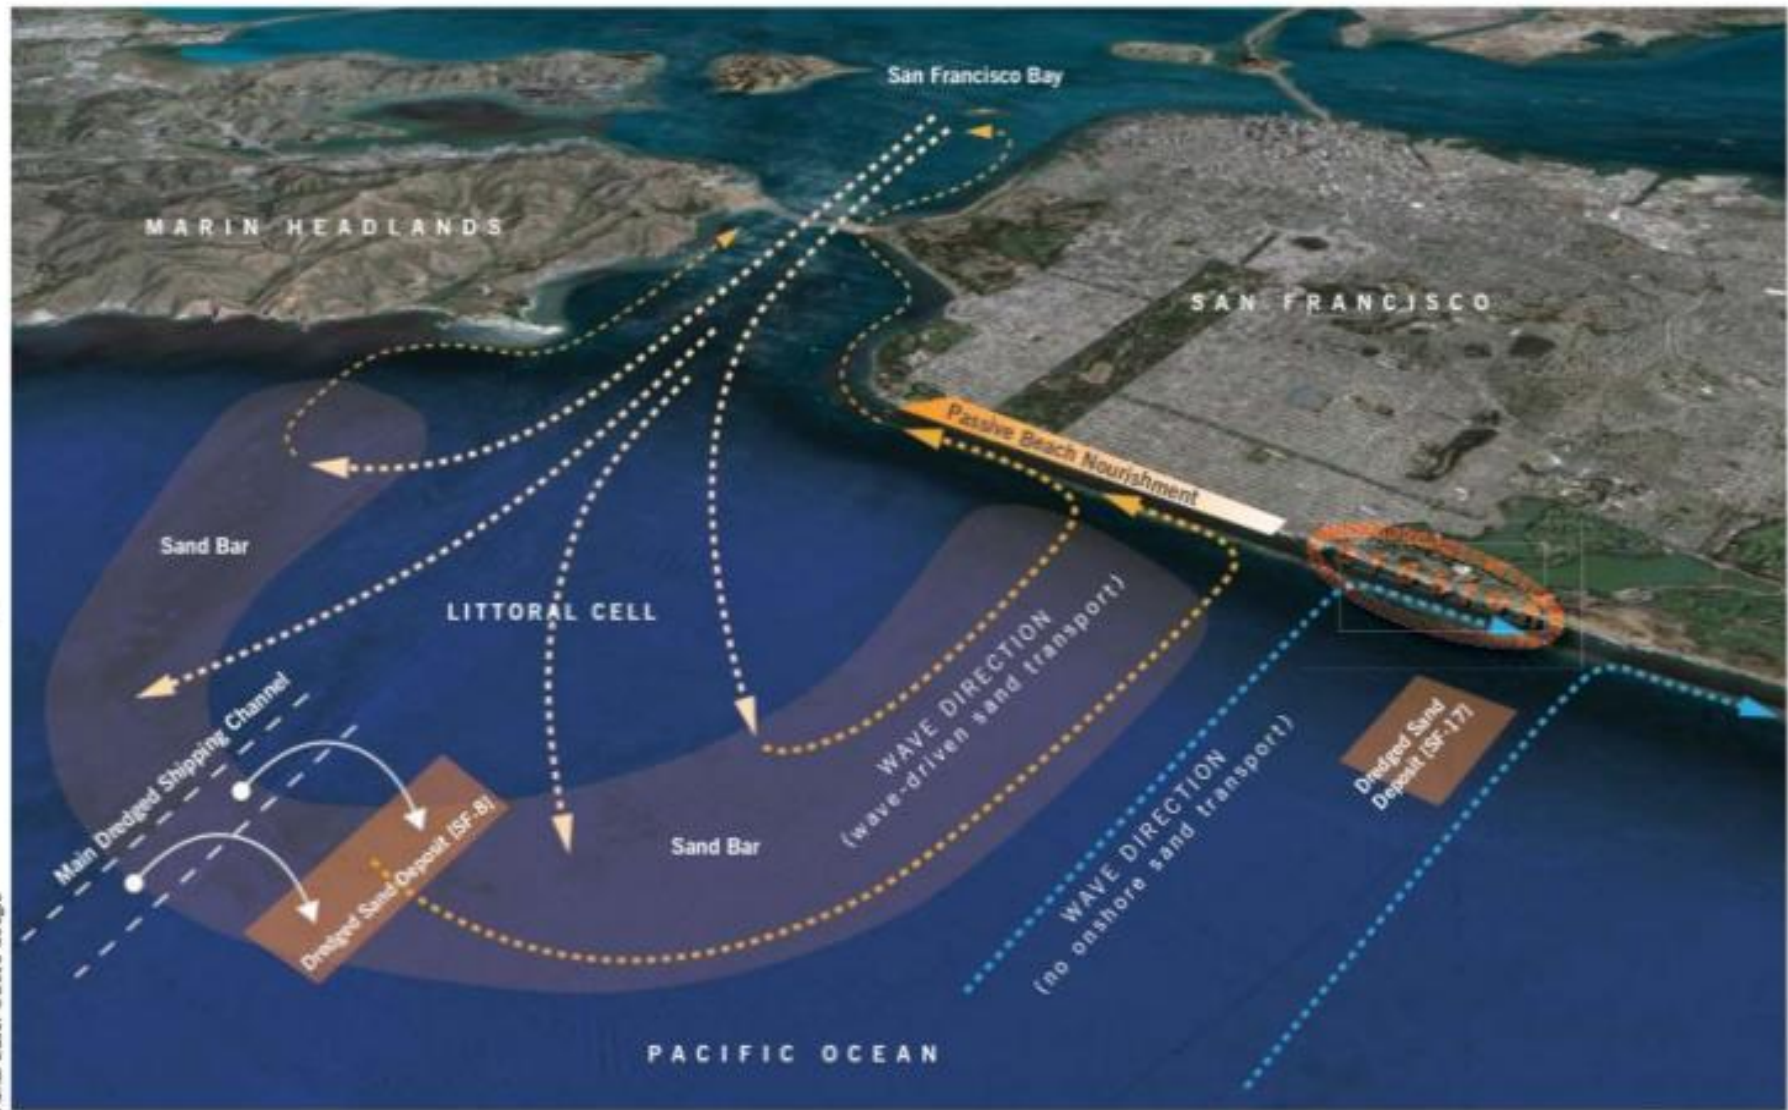 San Francisco Bay
MARIN HEADLANDS
SAN FRANCISCO
Passive Beach Nourishment
Sand Bar
LITTORAL CELL
WAVE DIRECTION
(wave-driven sand transport)
Main Dredged Shipping Channel
Dredged Sand Deposit (SF-8)
Sand Bar
WAVE DIRECTION
(no onshore sand transport)
Dredged Sand
Deposit (SF-17)
PACIFIC OCEAN